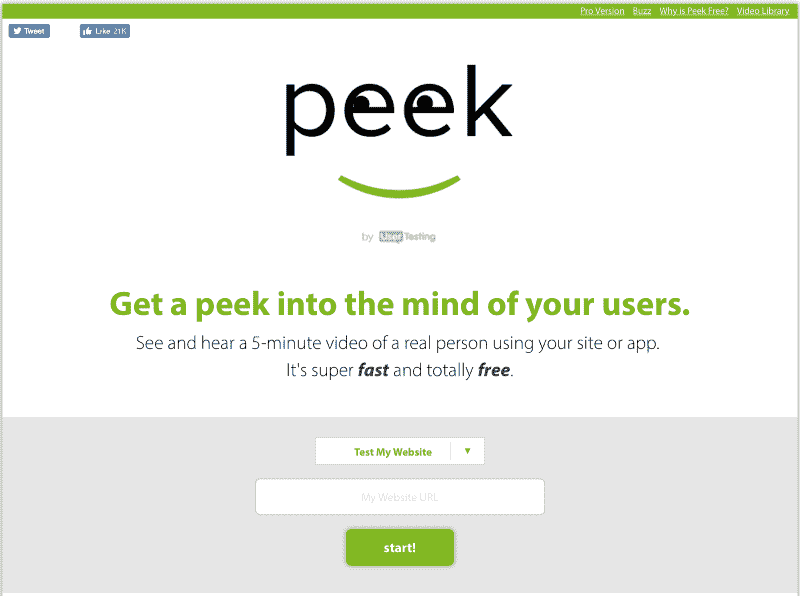 Pro Version Buzz Why is Peek Free? Video Library
Tweet Like 21K
peek
by User Testing
Get a peek into the mind of your users.
See and hear a 5-minute video of a real person using your site or app.
It's super fast and totally free.
Test My Website ▼
My Website URL
start!